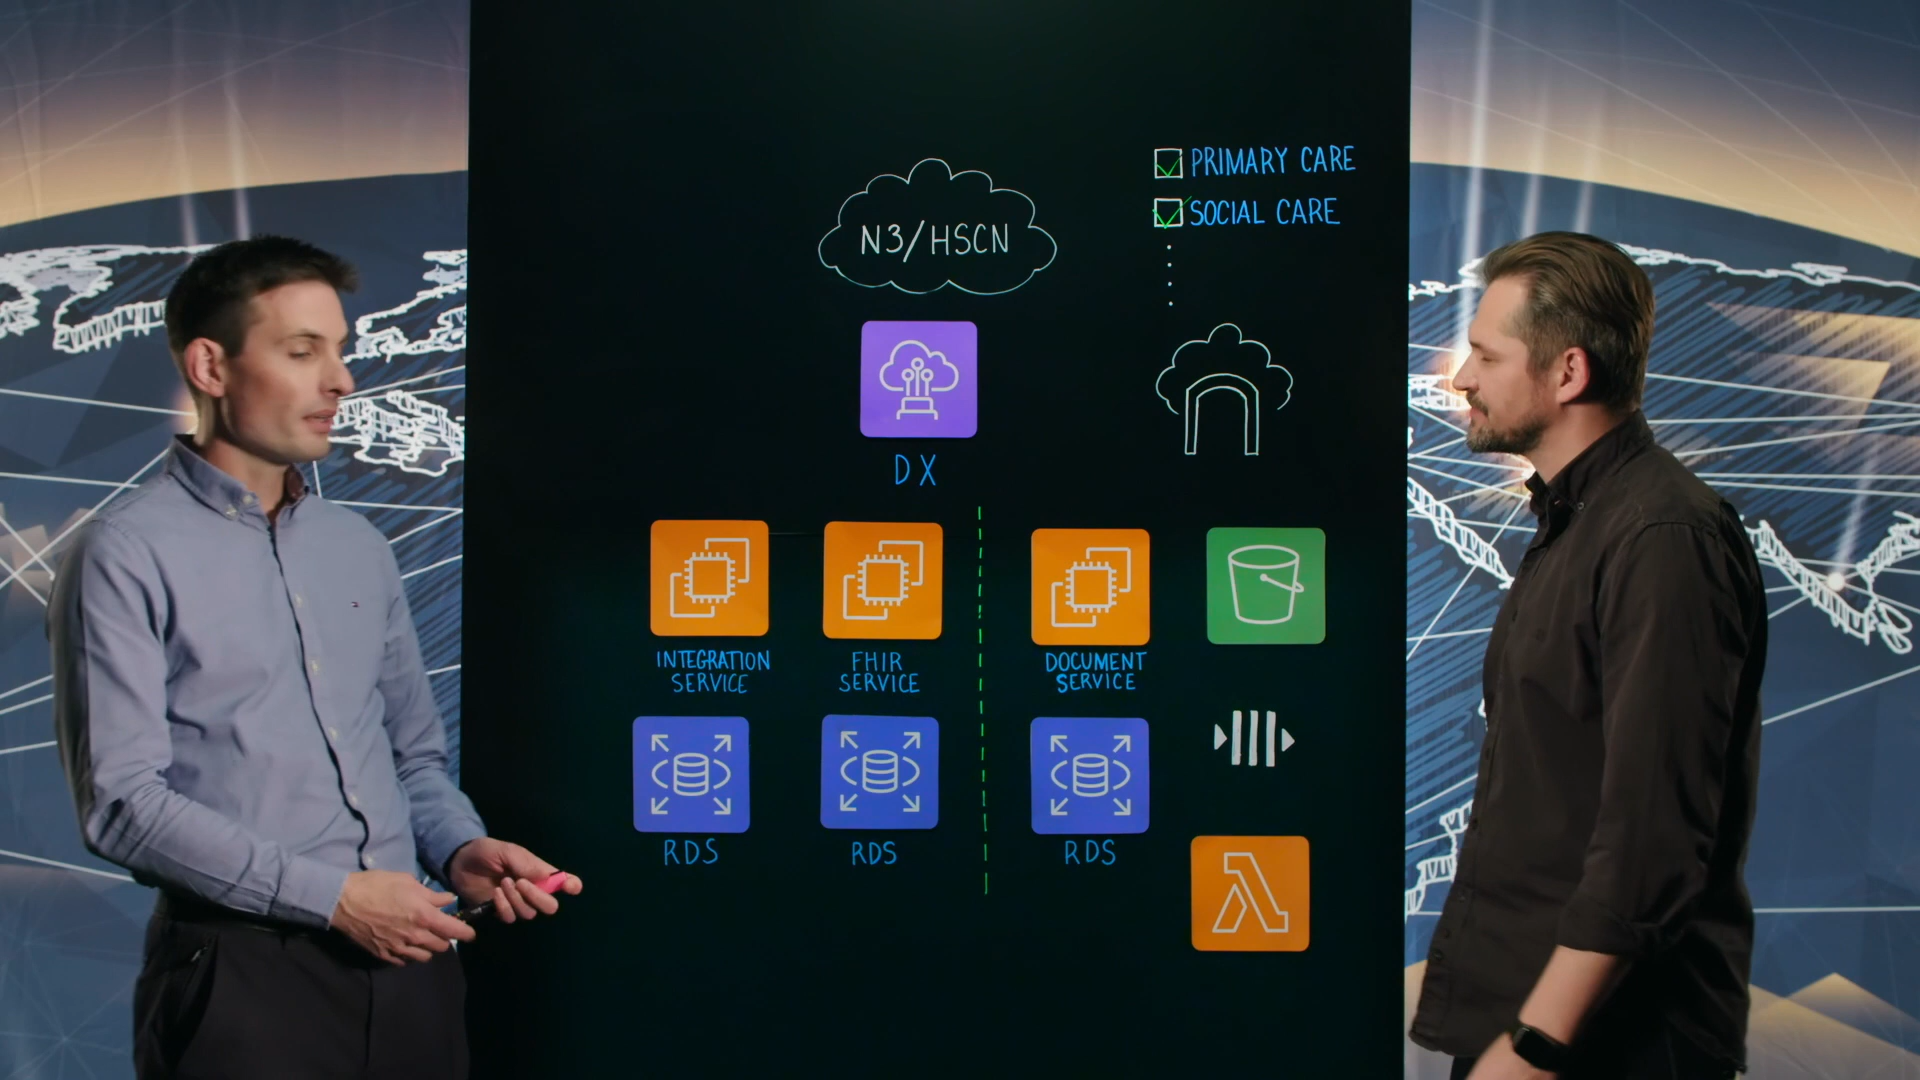 PRIMARY CARE
SOCIAL CARE
N3/HSCN
DX
INTEGRATION
SERVICE
FHIR
SERVICE
DOCUMENT
SERVICE
RDS
RDS
RDS